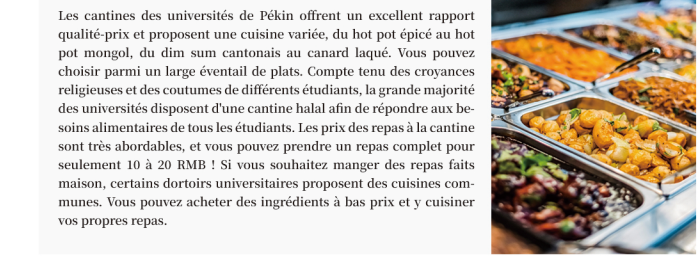 Les cantines des universités de Pékin offrent un excellent rapport
qualité-prix et proposent une cuisine variée, du hot pot épicé au hot
pot mongol, du dim sum cantonais au canard laqué. Vous pouvez
choisir parmi un large éventail de plats. Compte tenu des croyances
religieuses et des coutumes de différents étudiants, la grande majorité
des universités disposent d'une cantine halal afin de répondre aux be-
soins alimentaires de tous les étudiants. Les prix des repas à la cantine
sont très abordables, et vous pouvez prendre un repas complet pour
seulement 10 à 20 RMB ! Si vous souhaitez manger des repas faits
maison, certains dortoirs universitaires proposent des cuisines com-
munes. Vous pouvez acheter des ingrédients à bas prix et y cuisiner
vos propres repas.